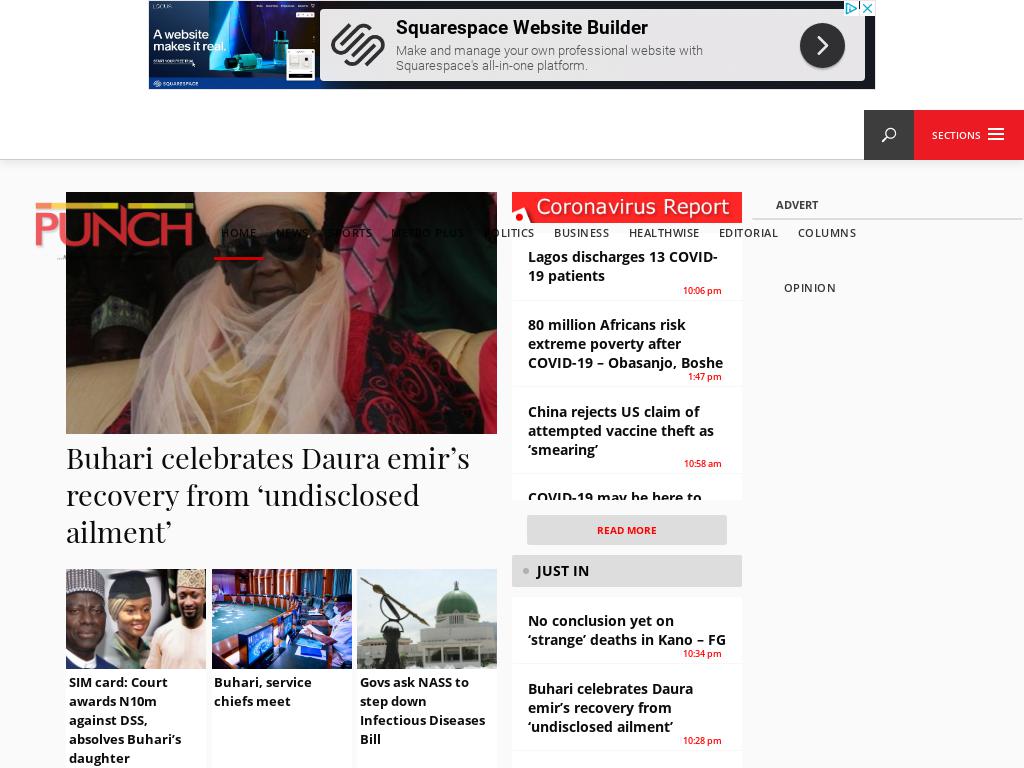 LOCUS
A website
makes it real.
START YOUR FREE TRIAL
SQUARESPACE
Squarespace Website Builder
Make and manage your own professional website with
Squarespace's all-in-one platform.
SECTIONS
PUNCH
HOME NEWS SPORTS METRO PLUS POLITICS BUSINESS HEALTHWISE EDITORIAL COLUMNS
OPINION
Buhari celebrates Daura emir’s
recovery from ‘undisclosed
ailment’
SIM card: Court
awards N10m
against DSS,
absolves Buhari’s
daughter
Buhari, service
chiefs meet
Govs ask NASS to
step down
Infectious Diseases
Bill
Coronavirus Report
Lagos discharges 13 COVID-
19 patients
10:06 pm
80 million Africans risk
extreme poverty after
COVID-19 – Obasanjo, Boshe
1:47 pm
China rejects US claim of
attempted vaccine theft as
‘smearing’
10:58 am
COVID-19 may be here to
READ MORE
JUST IN
No conclusion yet on
‘strange’ deaths in Kano – FG
10:34 pm
Buhari celebrates Daura
emir’s recovery from
‘undisclosed ailment’
10:28 pm
ADVERT